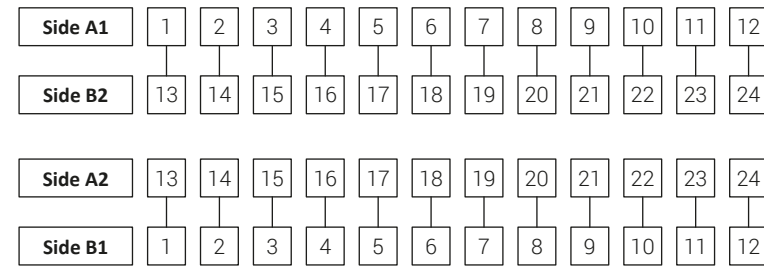 Side A1 1 2 3 4 5 6 7 8 9 10 11 12
Side B2 13 14 15 16 17 18 19 20 21 22 23 24
Side A2 13 14 15 16 17 18 19 20 21 22 23 24
Side B1 1 2 3 4 5 6 7 8 9 10 11 12